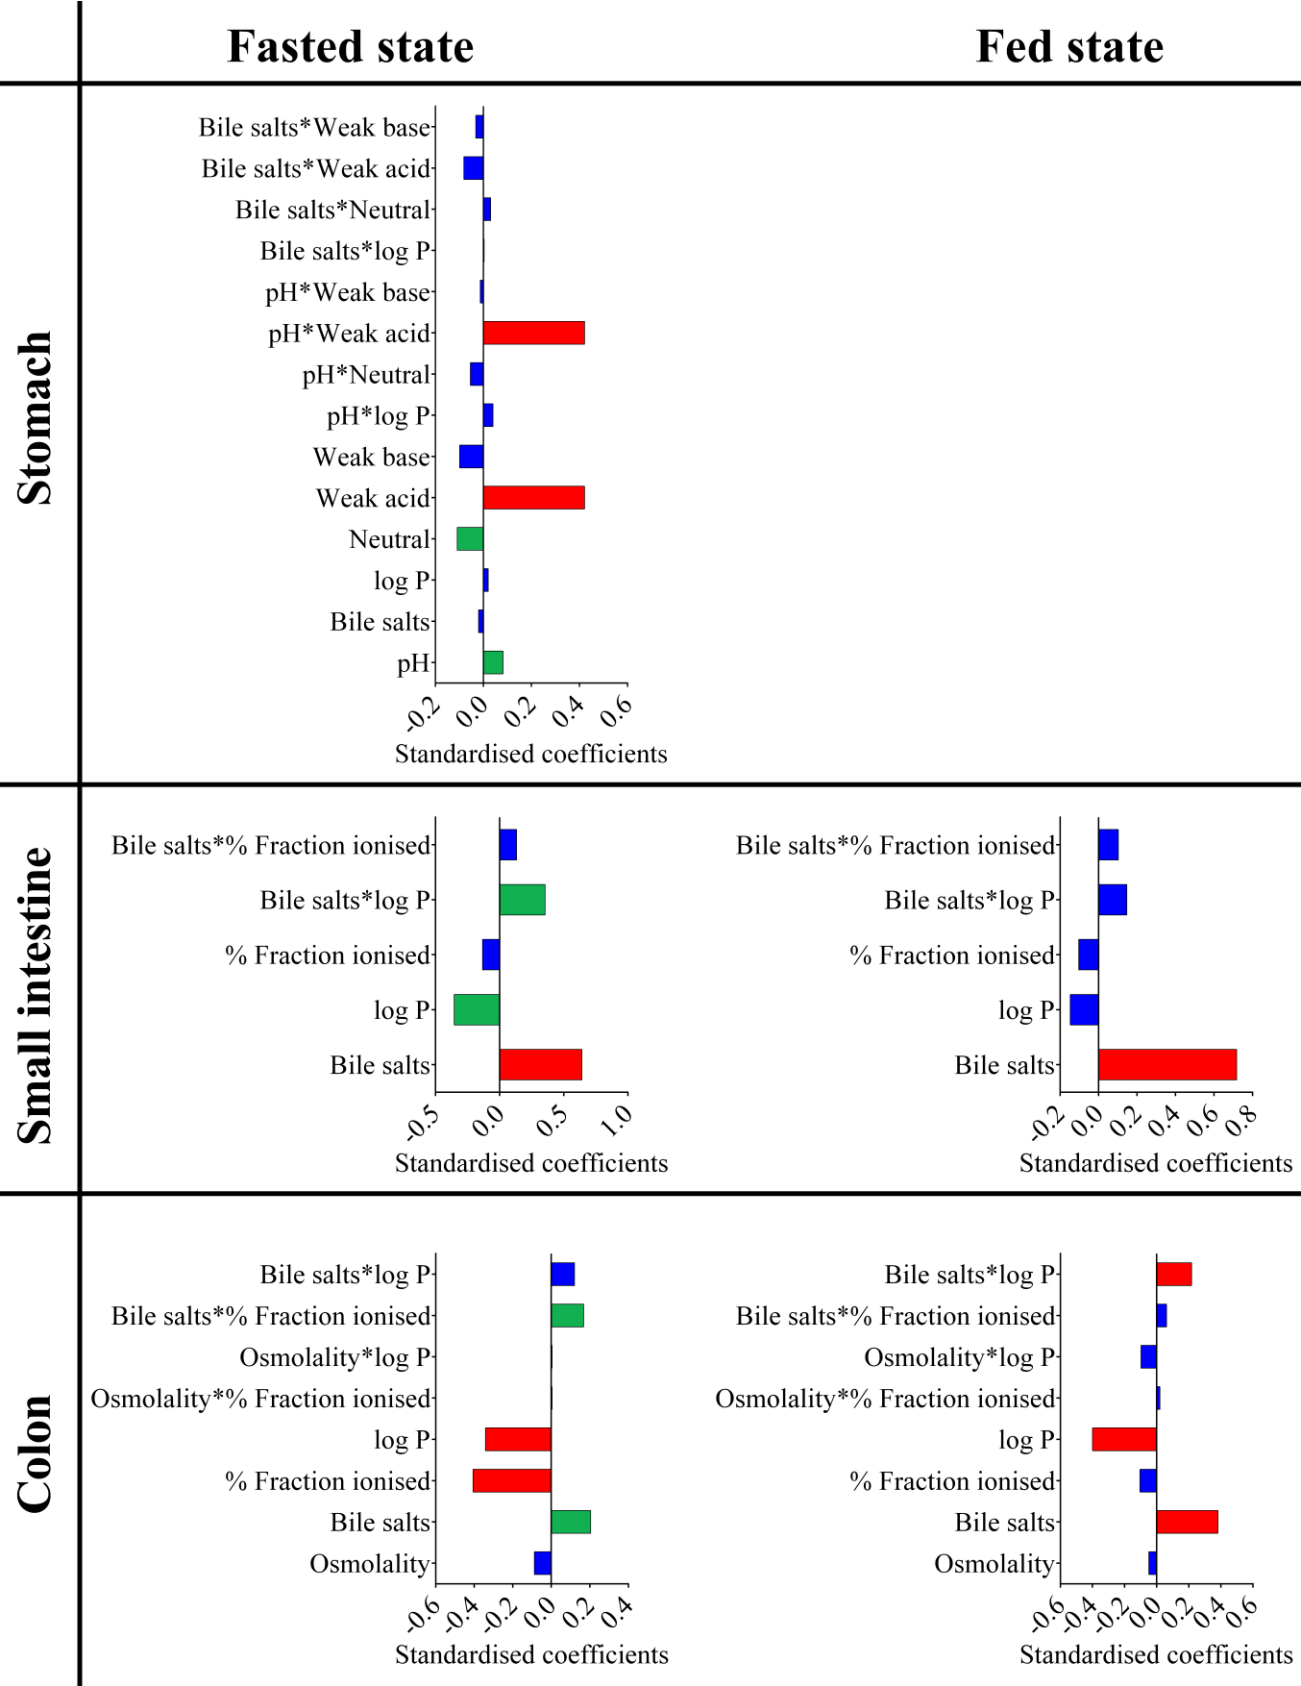 Fasted state
Fed state
Stomach
Bile salts*Weak base
Bile salts*Weak acid
Bile salts*Neutral
Bile salts*log P
pH*Weak base
pH*Weak acid
pH*Neutral
pH*log P
Weak base
Weak acid
Neutral
log P
Bile salts
pH
-0.2 0.0 0.2 0.4 0.6
Standardised coefficients
Small intestine
Bile salts*% Fraction ionised
Bile salts*log P
% Fraction ionised
log P
Bile salts
-0.5 0.0 0.5 1.0
Standardised coefficients
Bile salts*% Fraction ionised
Bile salts*log P
% Fraction ionised
log P
Bile salts
-0.2 0.0 0.2 0.4 0.6 0.8
Standardised coefficients
Colon
Bile salts*log P
Bile salts*% Fraction ionised
Osmolality*log P
Osmolality*% Fraction ionised
log P
% Fraction ionised
Bile salts
Osmolality
-0.6 -0.4 -0.2 0.0 0.2 0.4
Standardised coefficients
Bile salts*log P
Bile salts*% Fraction ionised
Osmolality*log P
Osmolality*% Fraction ionised
log P
% Fraction ionised
Bile salts
Osmolality
-0.6 -0.4 -0.2 0.0 0.2 0.4 0.6
Standardised coefficients